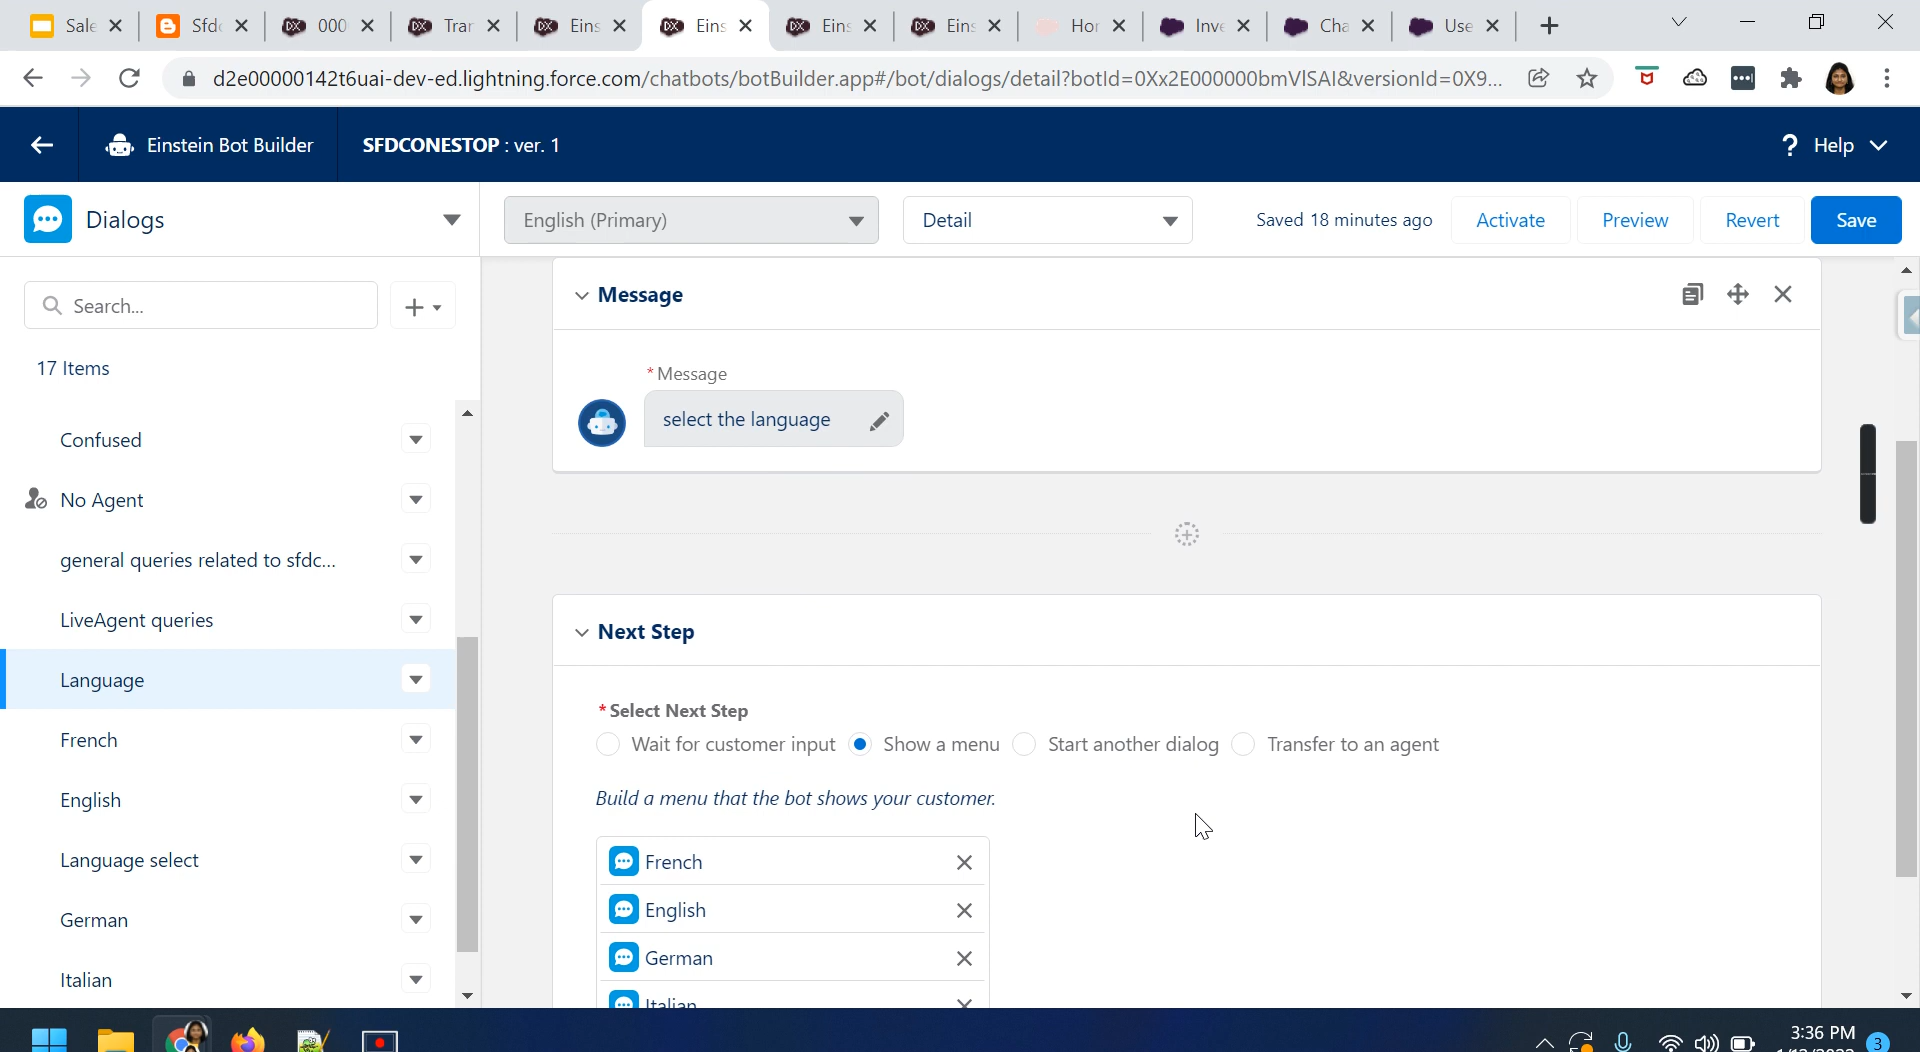 Sale
Sfdc
000
Tran
Eins
Eins
Eins
Eins
Hor
Inve
Cha
Use
d2e00000142t6uai-dev-ed.lightning.force.com/chatbots/botBuilder.app#/bot/dialogs/detail?botId=0Xx2E000000bmVlSAI&versionId=0X9...
Einstein Bot Builder
SFDCONESTOP : ver. 1
? Help
Dialogs
English (Primary)
Detail
Saved 18 minutes ago
Activate
Preview
Revert
Save
Search...
17 Items
Confused
No Agent
general queries related to sfdc...
LiveAgent queries
Language
French
English
Language select
German
Italian
Message
* Message
select the language
Next Step
* Select Next Step
Wait for customer input
Show a menu
Start another dialog
Transfer to an agent
Build a menu that the bot shows your customer.
French
English
German
Italian
3:36 PM
3